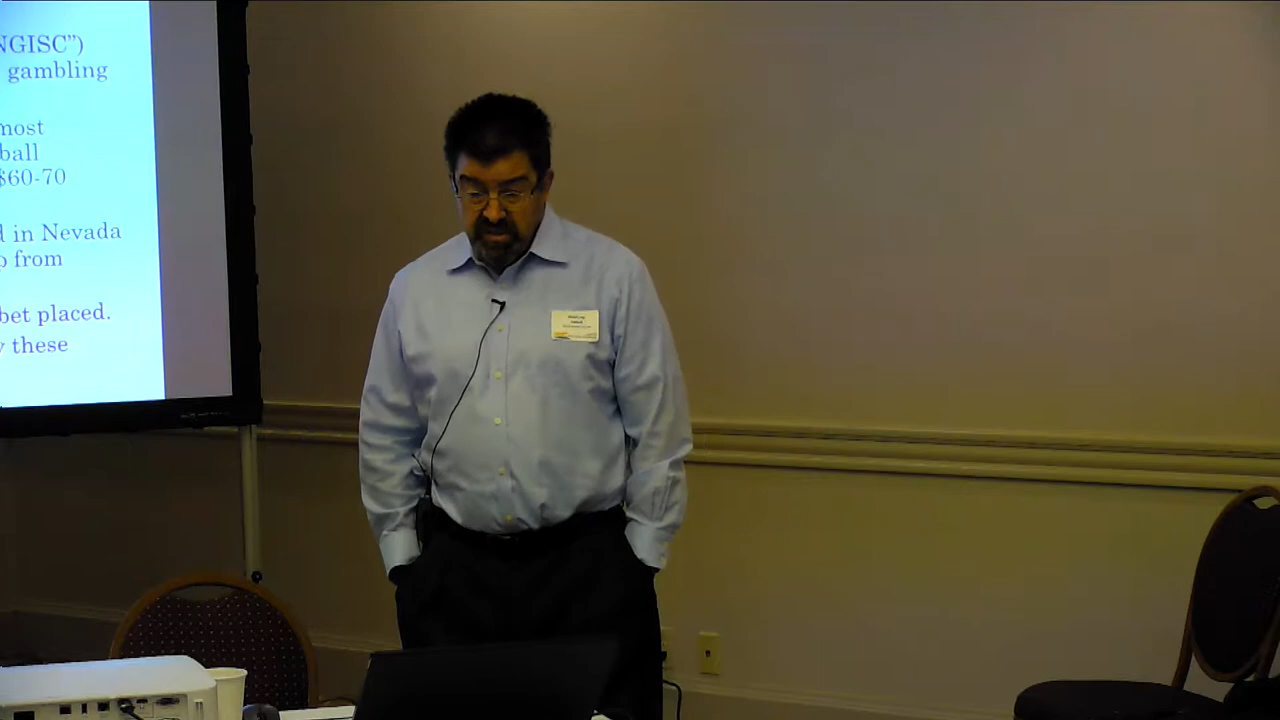 NGISC”)
gambling
most
ball
$60-70
d in Nevada
p from
bet placed.
y these